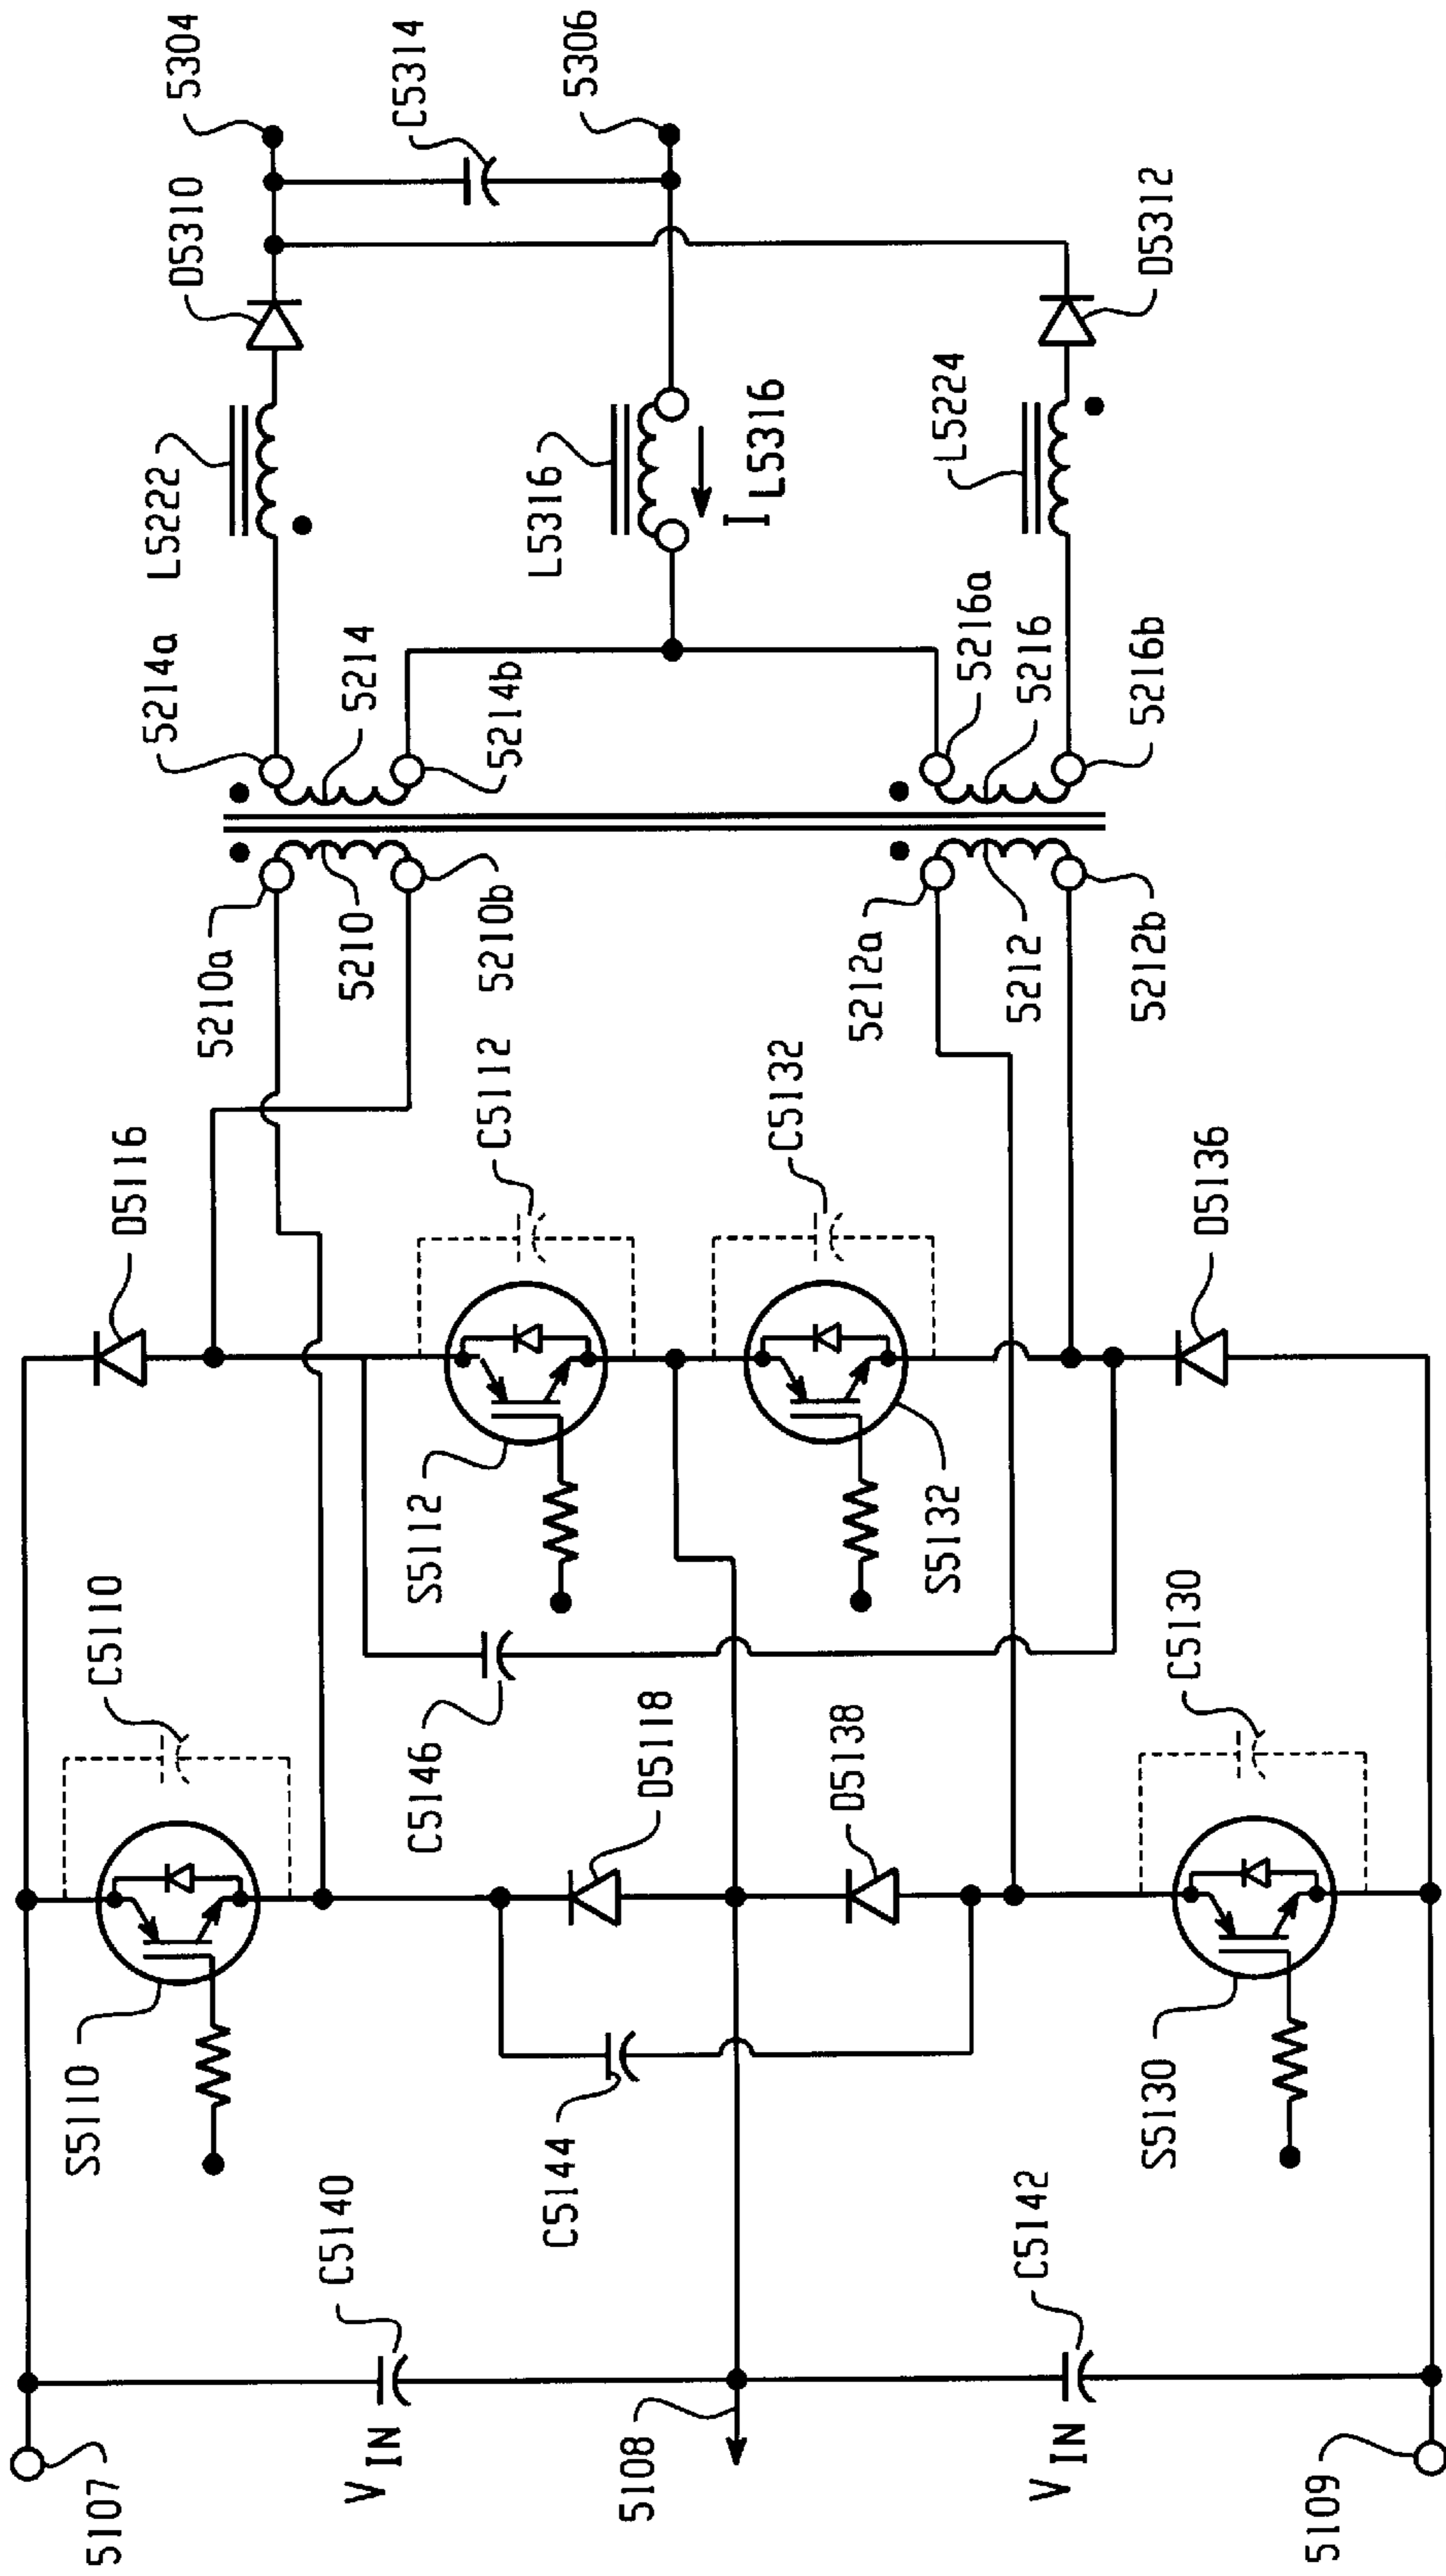 5107
V IN
C5140
5108
V IN
C5142
5109
S5110
C5110
C5144
D5118
C5146
D5138
S5130
C5130
D5116
S5112
C5112
S5132
C5132
D5136
5210a
5210
5210b
5212a
5212
5212b
5214a
5214
5214b
5216a
5216
5216b
L5222
D5310
5304
C5314
5306
L5316
I L5316
L5224
D5312